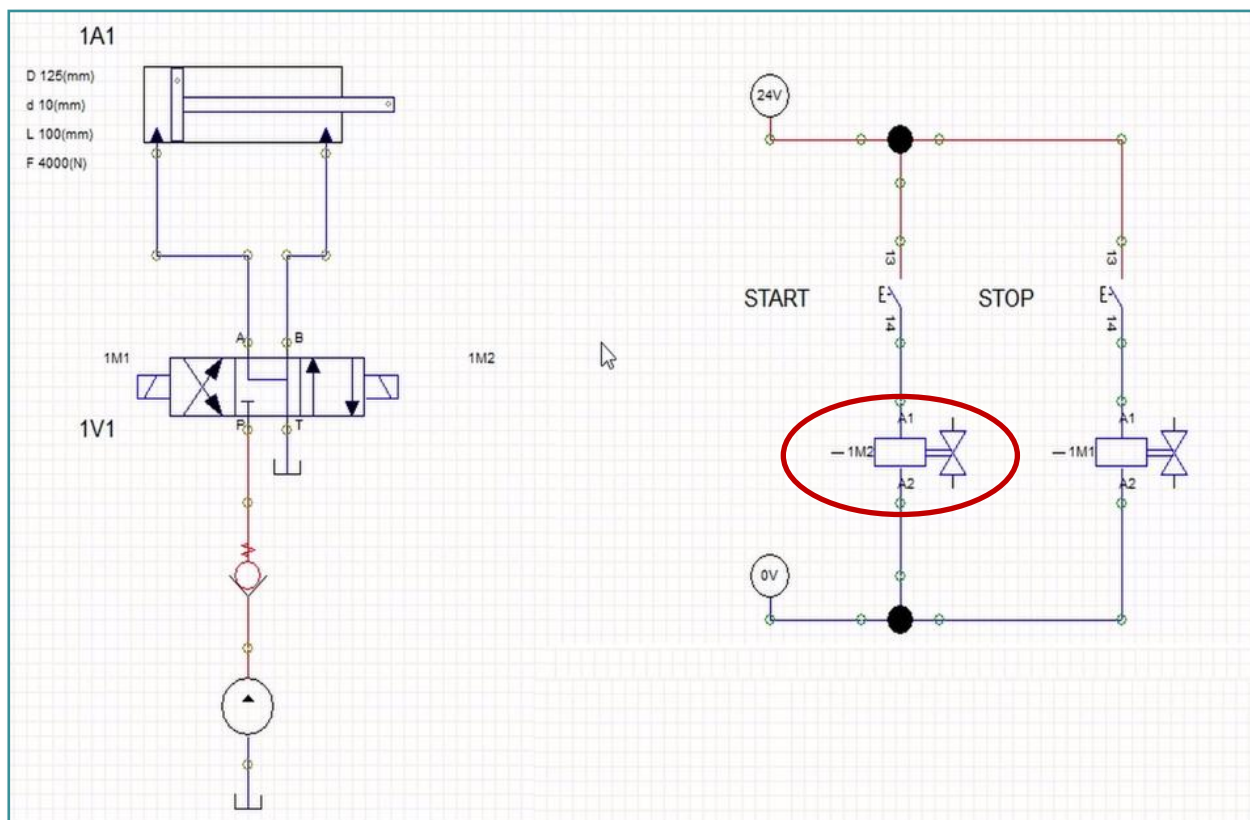 1A1
D 125(mm)
d 10(mm)
L 100(mm)
F 4000(N)
24V
13
13
START
E
STOP
E
14
14
A
B
1M1
1M2
1V1
P
T
A1
A1
1M2
1M1
A2
A2
0V